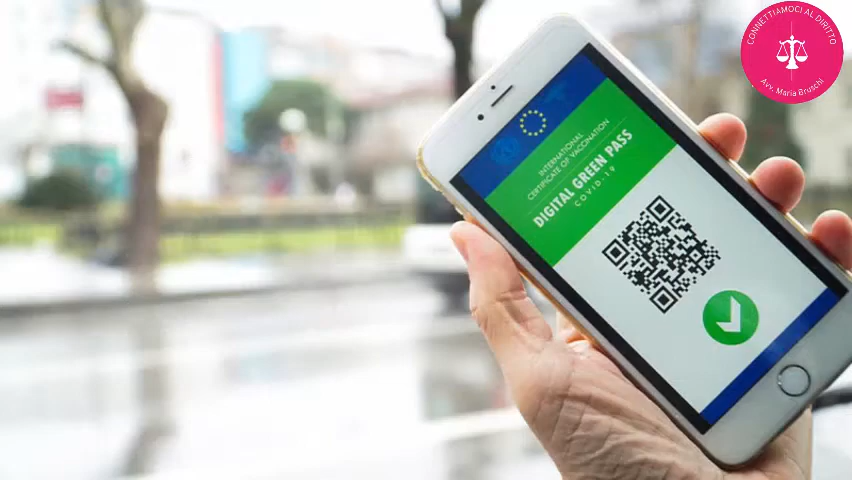 CONNETTIAMOCI AL DIRITTO
Avv. Maria Bruschi
INTERNATIONAL
CERTIFICATE OF VACCINATION
DIGITAL GREEN PASS
COVID-19